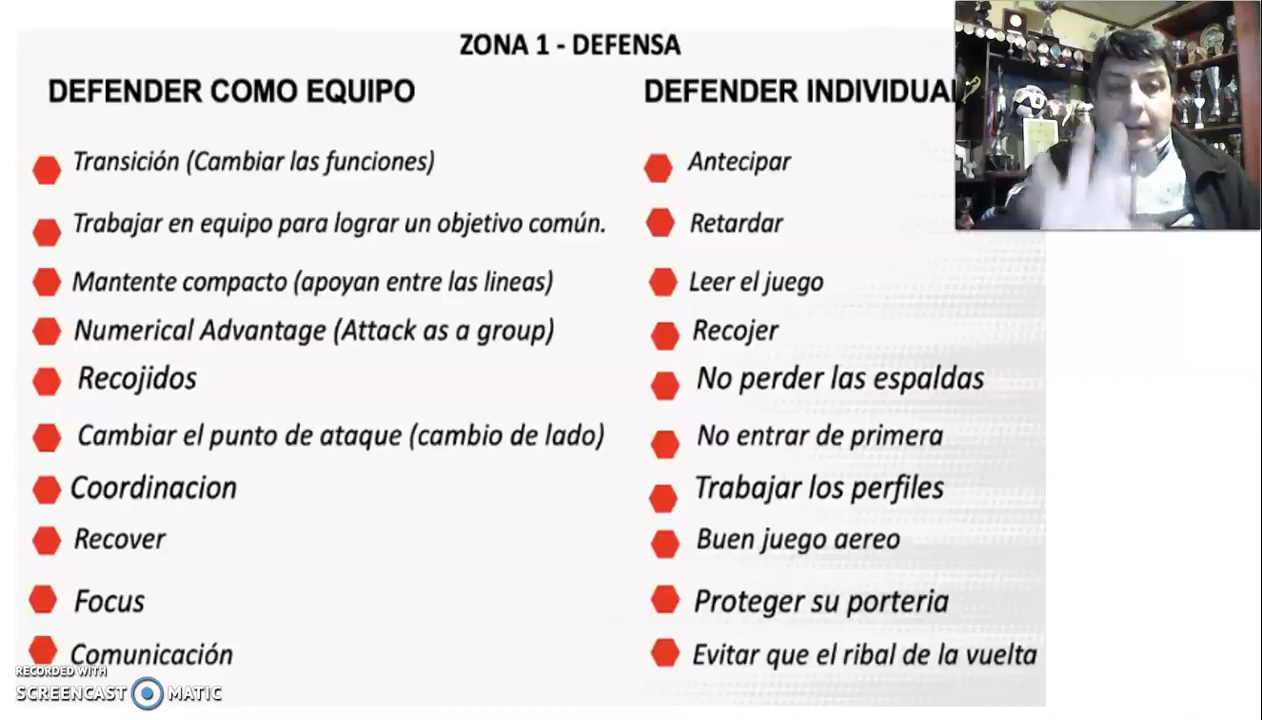 ZONA 1 - DEFENSA
DEFENDER COMO EQUIPO
Transición (Cambiar las funciones)
Trabajar en equipo para lograr un objetivo común.
Mantente compacto (apoyan entre las lineas)
Numerical Advantage (Attack as a group)
Recojidos
Cambiar el punto de ataque (cambio de lado)
Coordinacion
Recover
Focus
Comunicación
DEFENDER INDIVIDUAL
Antecipar
Retardar
Leer el juego
Recojer
No perder las espaldas
No entrar de primera
Trabajar los perfiles
Buen juego aereo
Proteger su porteria
Evitar que el ribal de la vuelta
RECORDED WITH
SCREENCAST MATIC